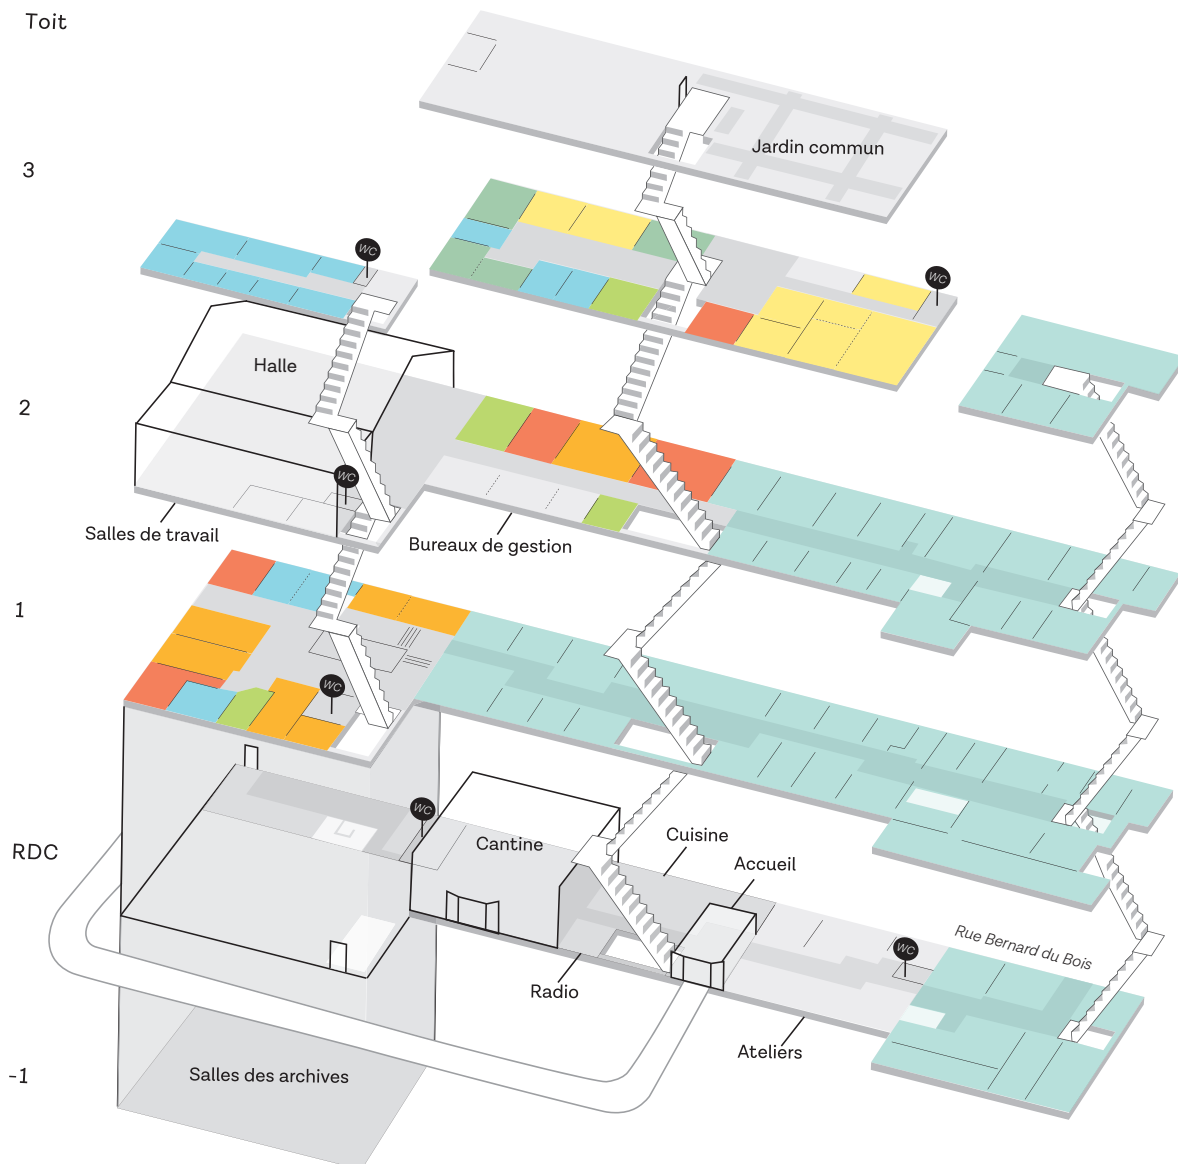 Toit
Jardin commun
3
WC
WC
2
Halle
WC
Salles de travail
Bureaux de gestion
1
WC
RDC
WC
Cantine
Cuisine
Accueil
Rue Bernard du Bois
WC
Radio
Ateliers
-1
Salles des archives